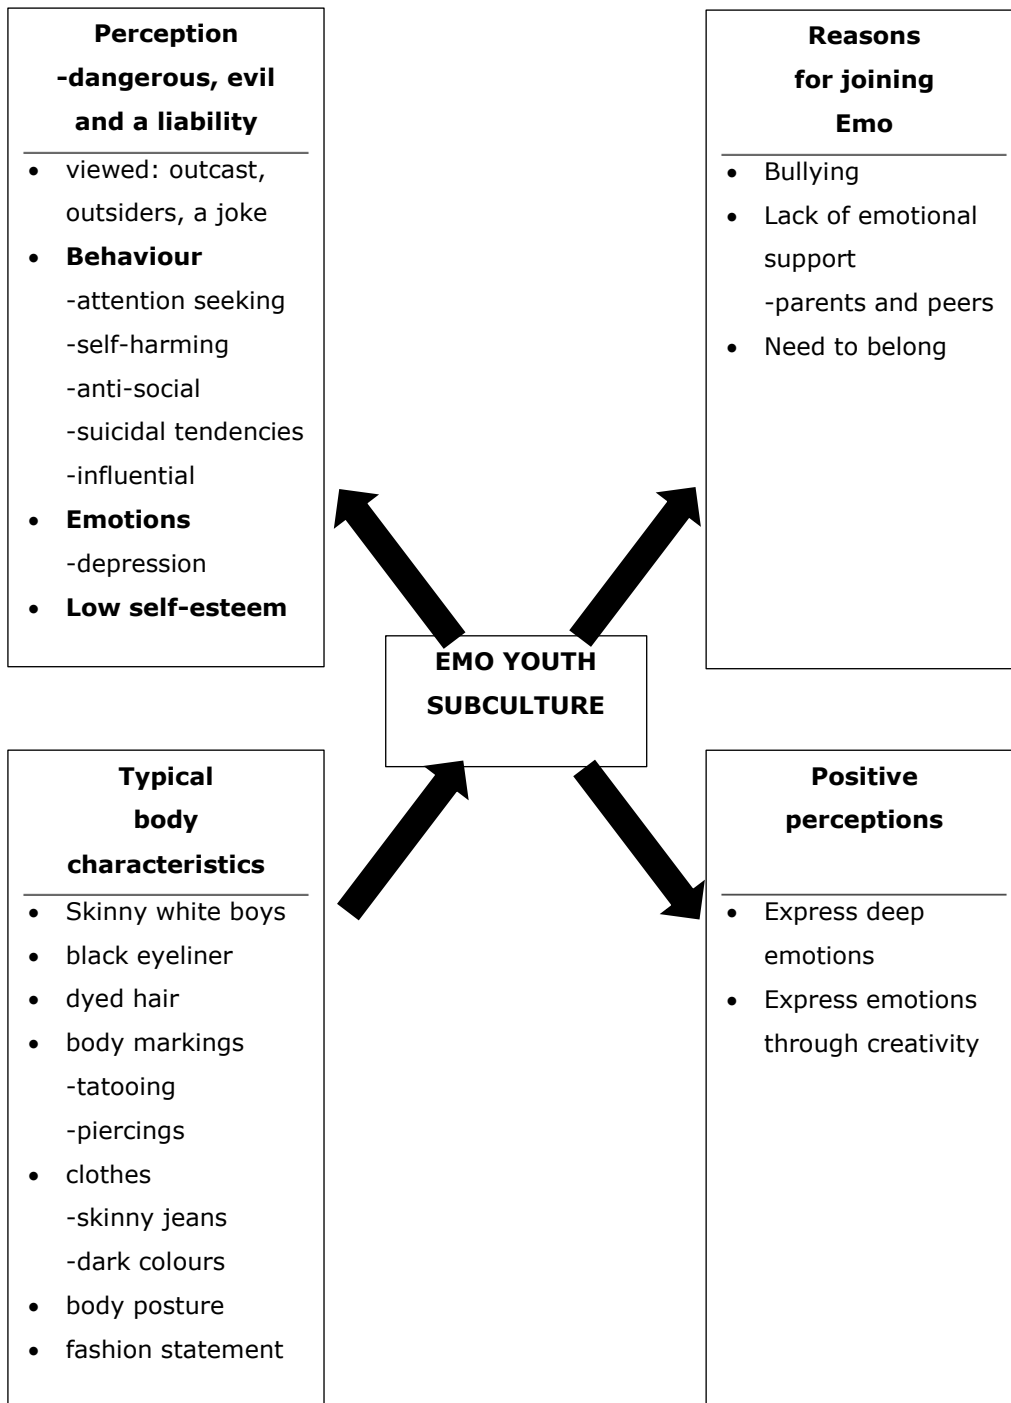 Perception
-dangerous, evil
and a liability
• viewed: outcast,
outsiders, a joke
• Behaviour
-attention seeking
-self-harming
-anti-social
-suicidal tendencies
-influential
• Emotions
-depression
• Low self-esteem
Reasons
for joining
Emo
• Bullying
• Lack of emotional
support
-parents and peers
• Need to belong
EMO YOUTH
SUBCULTURE
Typical
body
characteristics
• Skinny white boys
• black eyeliner
• dyed hair
• body markings
-tatooing
-piercings
• clothes
-skinny jeans
-dark colours
• body posture
• fashion statement
Positive
perceptions
• Express deep
emotions
• Express emotions
through creativity